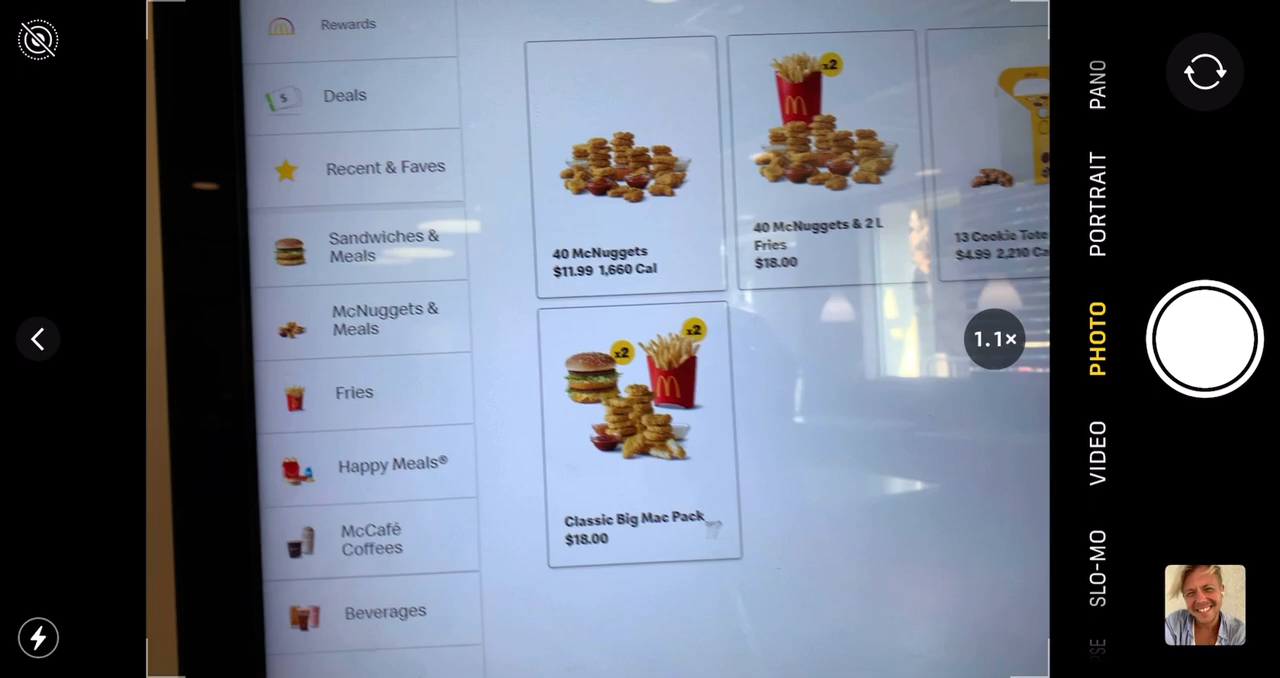 Rewards
Deals
Recent & Faves
Sandwiches &
Meals
McNuggets &
Meals
Fries
Happy Meals®
McCafé
Coffees
Beverages
40 McNuggets
$11.99 1,660 Cal
x2
40 McNuggets & 2 L
Fries
$18.00
13 Cookie Tote
$4.99 2,210 Ca
x2
x2
Classic Big Mac Pack
$18.00
1.1×
PANO
PORTRAIT
PHOTO
VIDEO
SLO-MO
SE